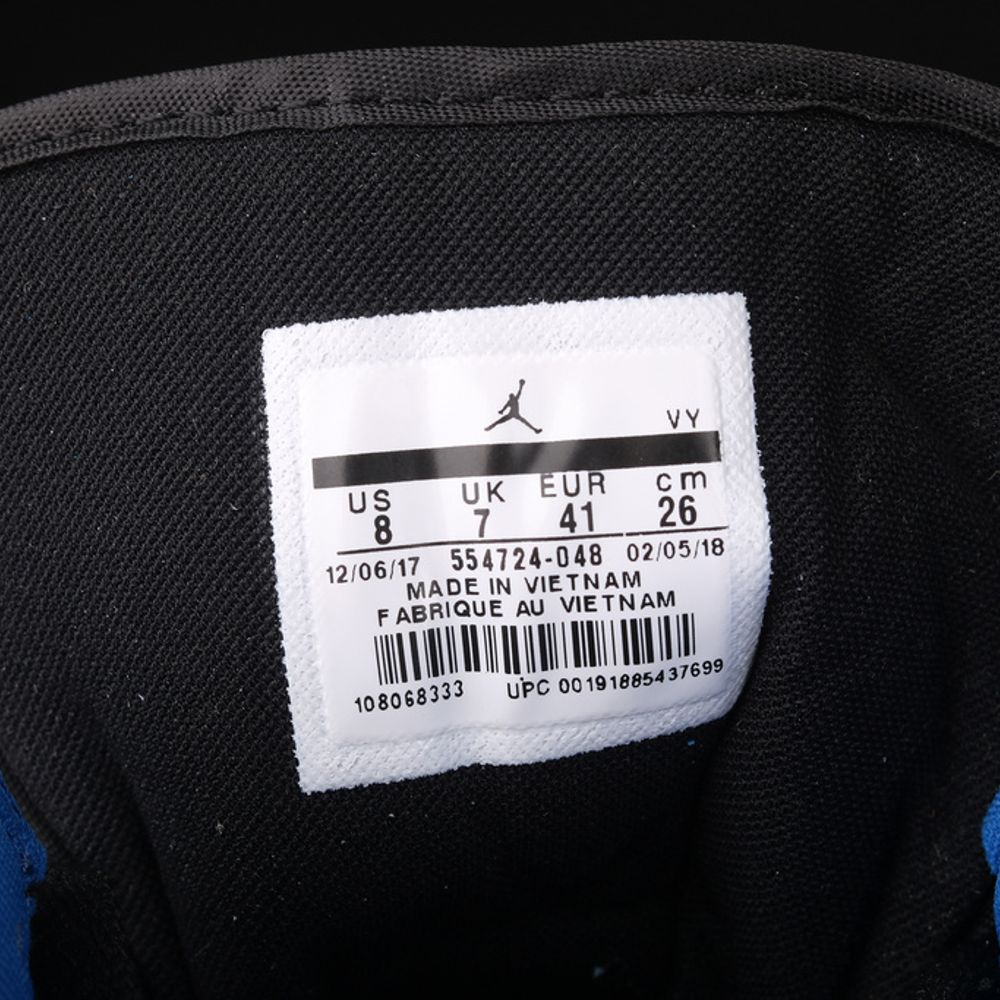 VY
US UK EUR cm
8 7 41 26
12/06/17 554724-048 02/05/18
MADE IN VIETNAM
FABRIQUE AU VIETNAM
108068333 UPC 00191885437699